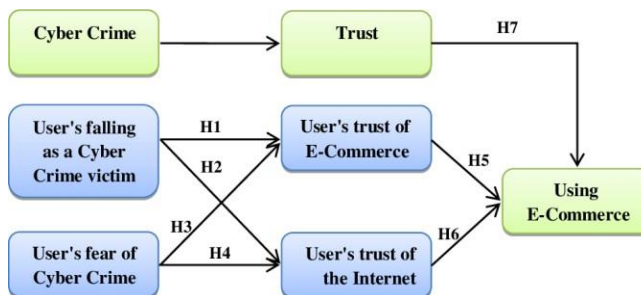 Cyber Crime
Trust
H7
User's falling
as a Cyber
Crime victim
H1
User's trust of
E-Commerce
H2
H5
Using
E-Commerce
H3
H6
User's fear of
Cyber Crime
H4
User's trust of
the Internet